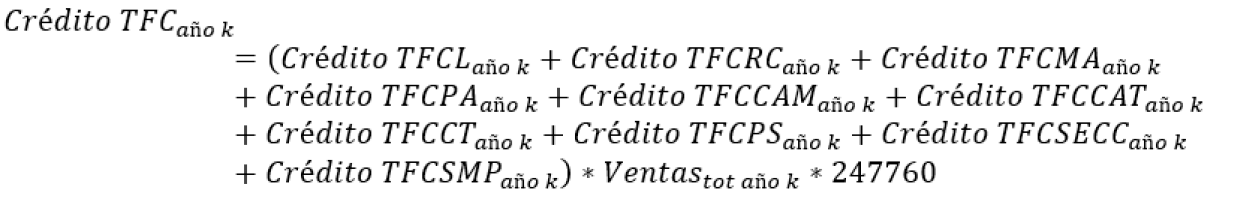 Crédito TFC_año k
= (Crédito TFCL_año k + Crédito TFCRC_año k + Crédito TFCMA_año k
+ Crédito TFCPA_año k + Crédito TFCCAM_año k + Crédito TFCCAT_año k
+ Crédito TFCCT_año k + Crédito TFCPS_año k + Crédito TFCSECC_año k
+ Crédito TFCSMP_año k) * Ventas_tot año k * 247760